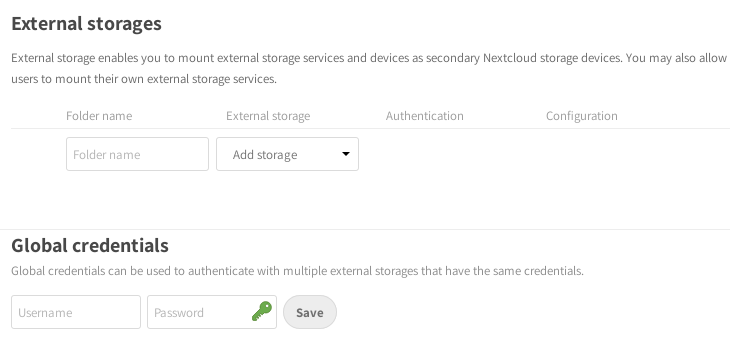 External storages
External storage enables you to mount external storage services and devices as secondary Nextcloud storage devices. You may also allow
users to mount their own external storage services.
Folder name External storage Authentication Configuration
Folder name Add storage
Global credentials
Global credentials can be used to authenticate with multiple external storages that have the same credentials.
Username Password Save